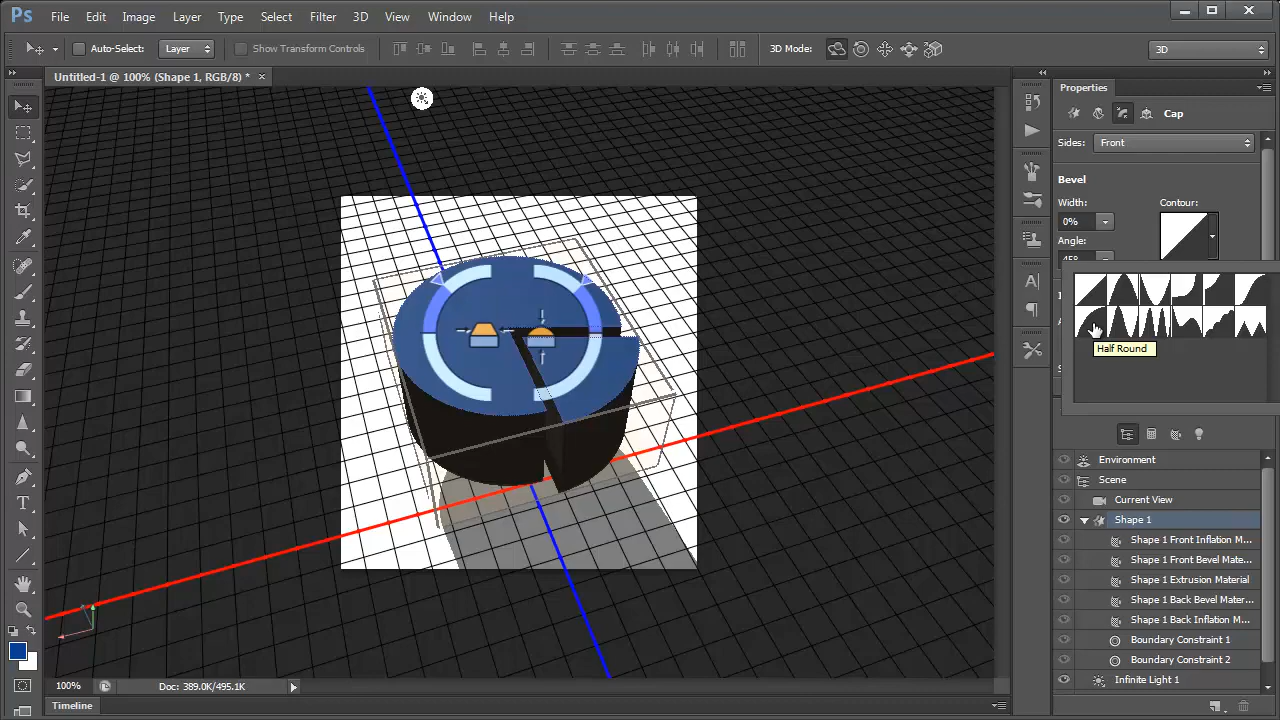 Ps File Edit Image Layer Type Select Filter 3D View Window Help
Auto-Select: Layer Show Transform Controls 3D Mode: 3D
Untitled-1 @ 100% (Shape 1, RGB/8) *
Properties
Cap
Sides: Front
Bevel
Width: Contour:
0%
Angle:
Half Round
Environment
Scene
Current View
Shape 1
Shape 1 Front Inflation M...
Shape 1 Front Bevel Mate...
Shape 1 Extrusion Material
Shape 1 Back Bevel Mater...
Shape 1 Back Inflation M...
Boundary Constraint 1
Boundary Constraint 2
Infinite Light 1
100% Doc: 389.0K/495.1K
Timeline